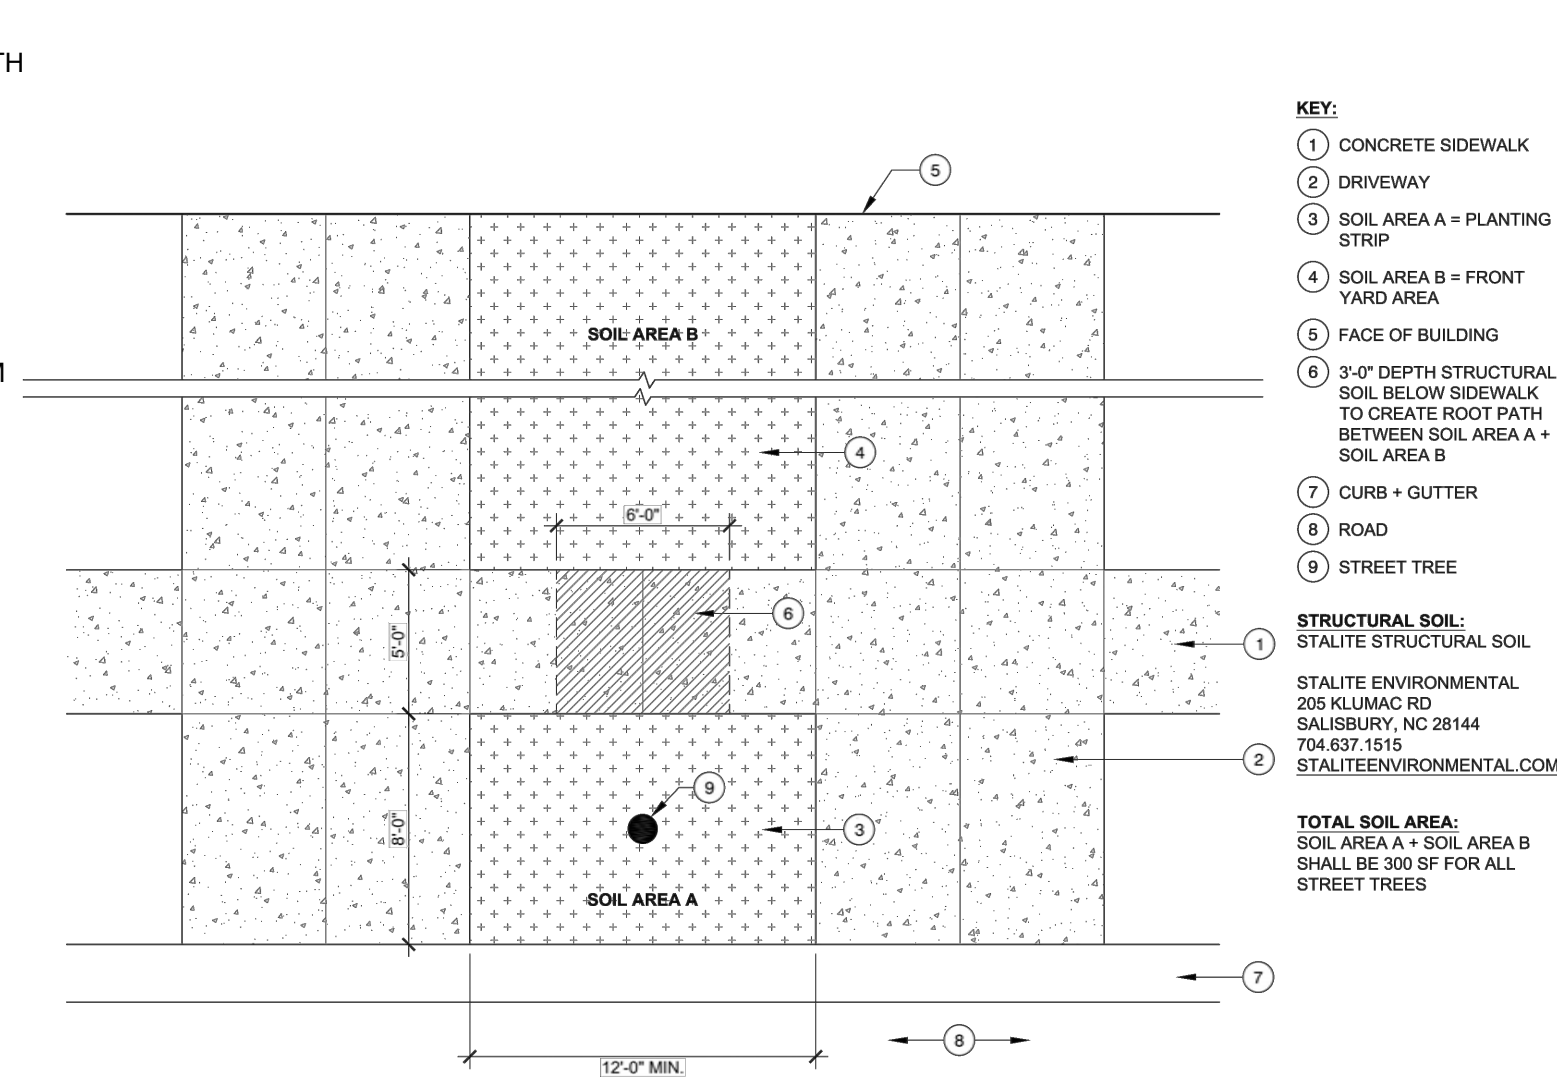 TH
M
5
SOIL AREA B
4
6'-0"
6
5'-0"
1
2
9
8'-0"
3
SOIL AREA A
7
8
12'-0" MIN.
KEY:
1 CONCRETE SIDEWALK
2 DRIVEWAY
3 SOIL AREA A = PLANTING
STRIP
4 SOIL AREA B = FRONT
YARD AREA
5 FACE OF BUILDING
6 3'-0" DEPTH STRUCTURAL
SOIL BELOW SIDEWALK
TO CREATE ROOT PATH
BETWEEN SOIL AREA A +
SOIL AREA B
7 CURB + GUTTER
8 ROAD
9 STREET TREE
STRUCTURAL SOIL:
STALITE STRUCTURAL SOIL
STALITE ENVIRONMENTAL
205 KLUMAC RD
SALISBURY, NC 28144
704.637.1515
STALITEENVIRONMENTAL.COM
TOTAL SOIL AREA:
SOIL AREA A + SOIL AREA B
SHALL BE 300 SF FOR ALL
STREET TREES